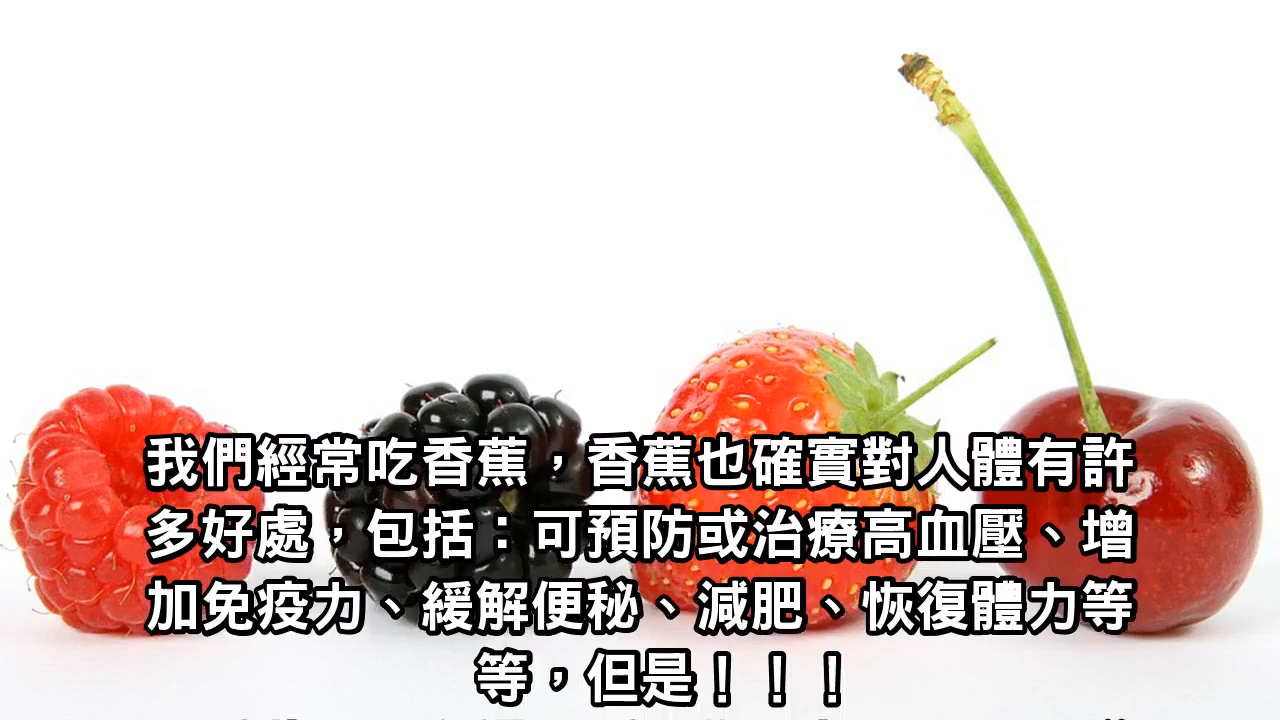 我們經常吃香蕉，香蕉也確實對人體有許
多好處，包括：可預防或治療高血壓、增
加免疫力、緩解便秘、減肥、恢復體力等
等，但是！！！